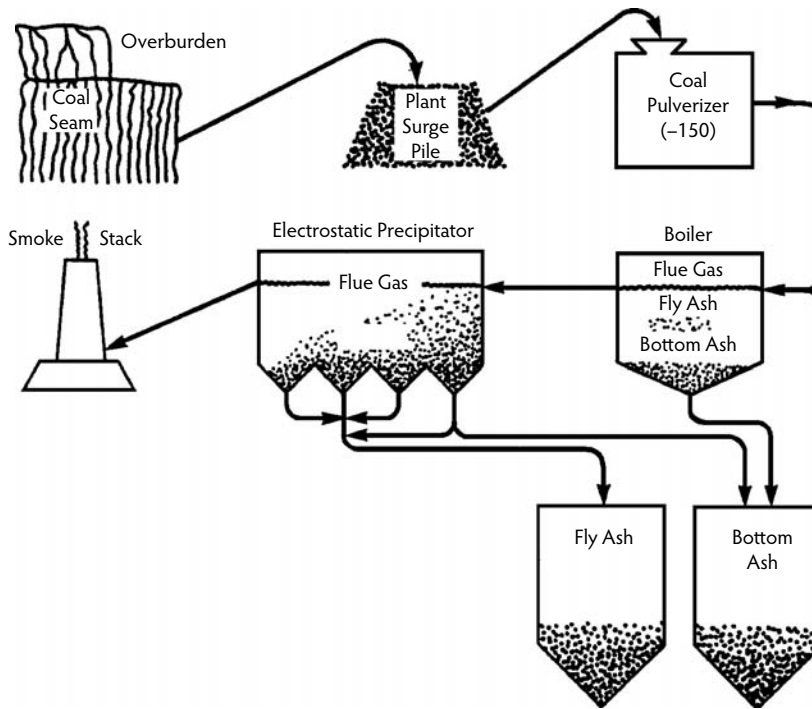 Overburden
Coal
Seam
Plant
Surge
Pile
Coal
Pulverizer
(–150)
Smoke Stack
Electrostatic Precipitator
Flue Gas
Boiler
Flue Gas
Fly Ash
Bottom Ash
Fly Ash
Bottom
Ash